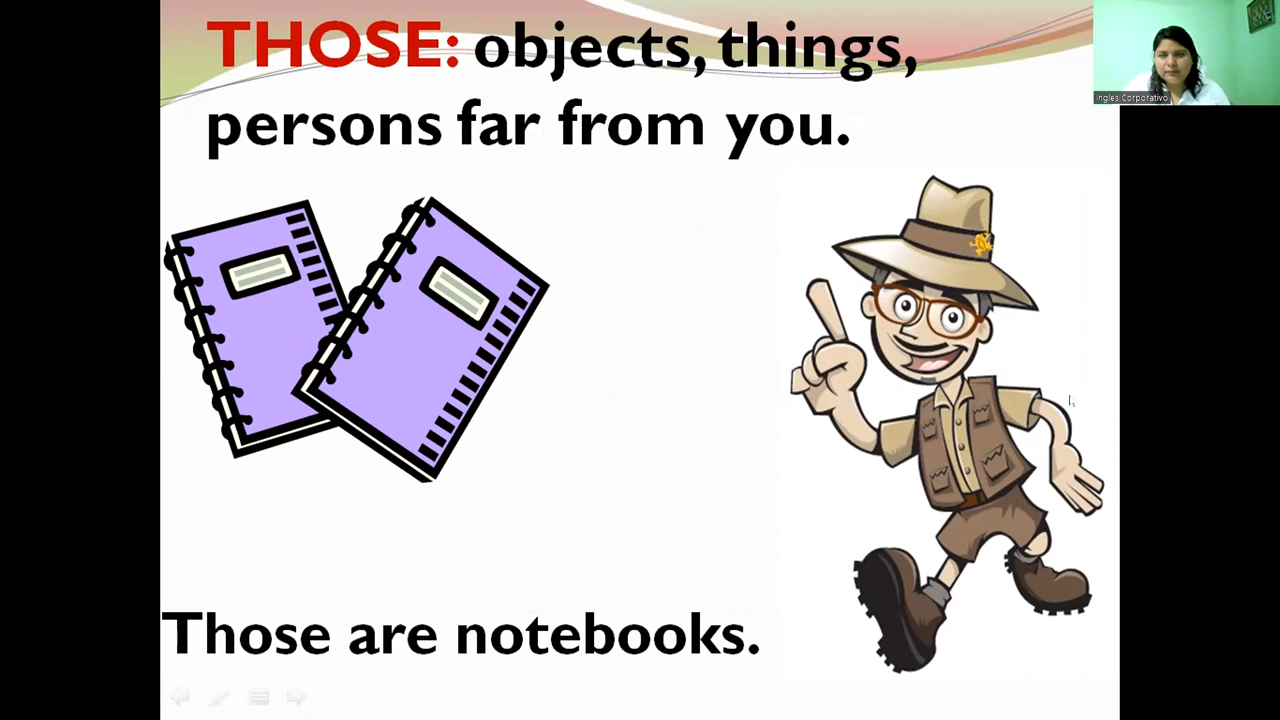 THOSE: objects, things,
persons far from you.
Ingles Corporativo
Those are notebooks.